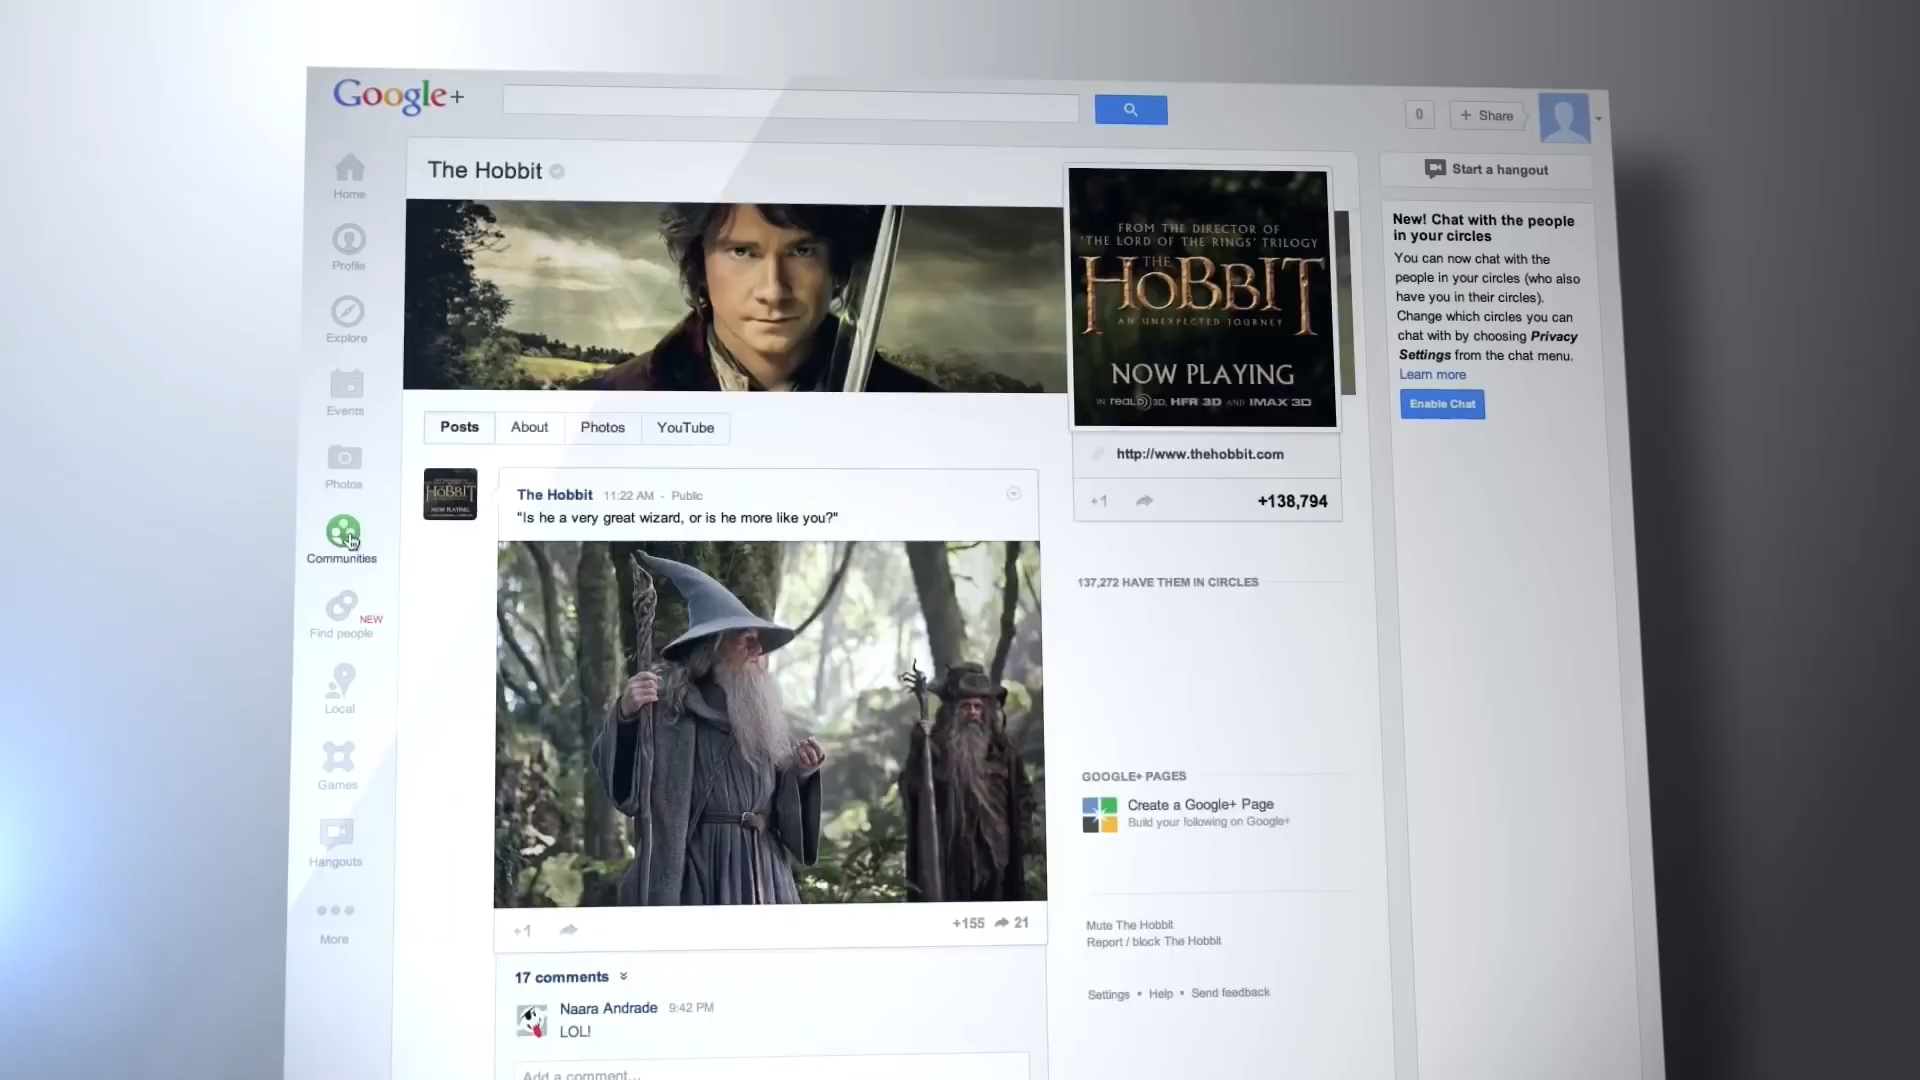 Google+
0
+ Share
Start a hangout
Home
Profile
Explore
Events
Photos
Communities
Find people
NEW
Local
Games
Hangouts
More
The Hobbit
FROM THE DIRECTOR OF
'THE LORD OF THE RINGS' TRILOGY
THE
HOBBIT
AN UNEXPECTED JOURNEY
NOW PLAYING
IN REALD 3D, HFR 3D AND IMAX 3D
Posts
About
Photos
YouTube
http://www.thehobbit.com
+1
+138,794
HOBBIT
NOW PLAYING
The Hobbit 11:22 AM - Public
"Is he a very great wizard, or is he more like you?"
+1
+155
21
17 comments
Naara Andrade 9:42 PM
LOL!
Add a comment...
137,272 HAVE THEM IN CIRCLES
GOOGLE+ PAGES
Create a Google+ Page
Build your following on Google+
Mute The Hobbit
Report / block The Hobbit
Settings • Help • Send feedback
New! Chat with the people
in your circles
You can now chat with the
people in your circles (who also
have you in their circles).
Change which circles you can
chat with by choosing Privacy
Settings from the chat menu.
Learn more
Enable Chat